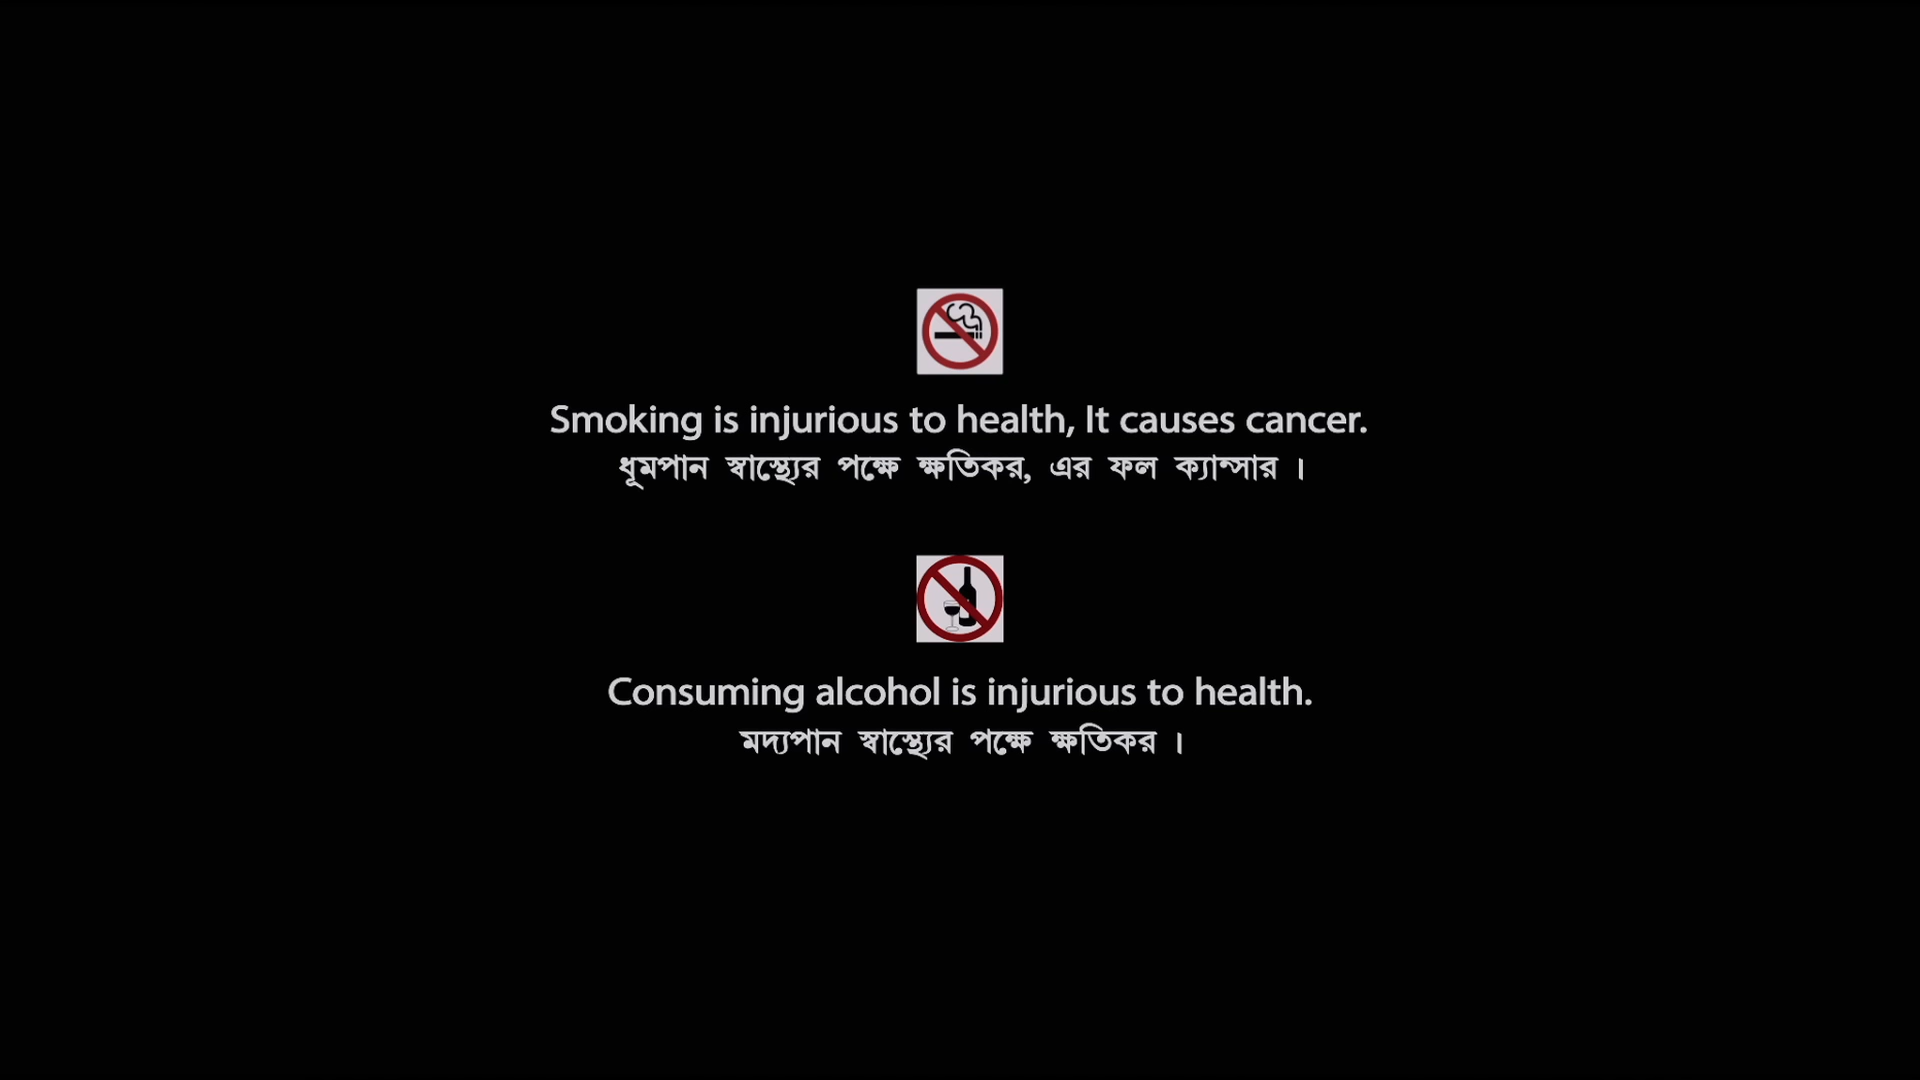 Smoking is injurious to health, It causes cancer.
ধূমপান স্বাস্থ্যের পক্ষে ক্ষতিকর, এর ফল ক্যান্সার ।
Consuming alcohol is injurious to health.
মদ্যপান স্বাস্থ্যের পক্ষে ক্ষতিকর ।